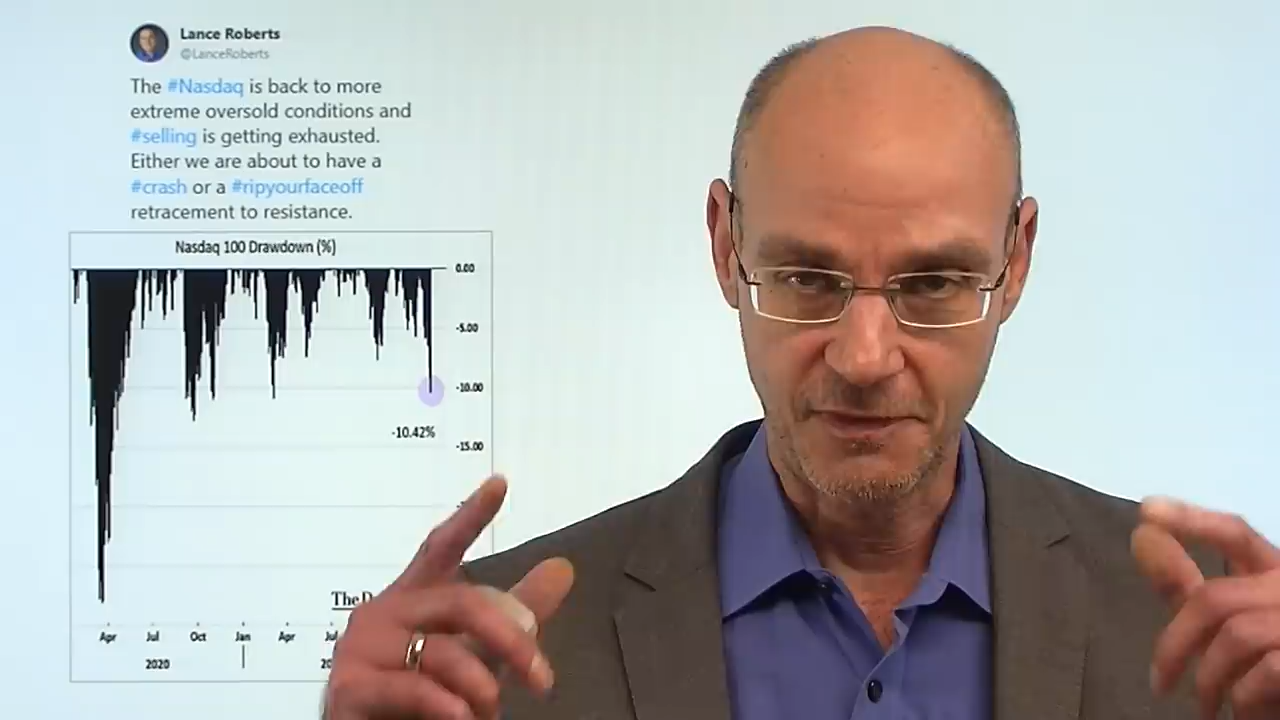 Lance Roberts
@LanceRoberts
The #Nasdaq is back to more
extreme oversold conditions and
#selling is getting exhausted.
Either we are about to have a
#crash or a #ripyourfaceoff
retracement to resistance.
Nasdaq 100 Drawdown (%)
0.00
-5.00
-10.00
-10.42%
-15.00
The
Apr Jul Oct Jan Apr
2020